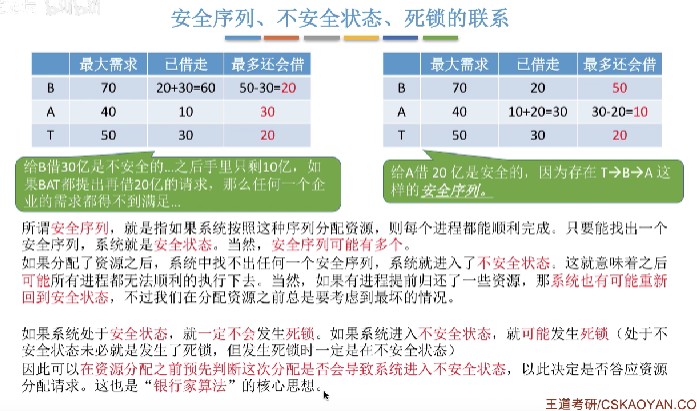 安全序列、不安全状态、死锁的联系
最大需求 已借走 最多还会借
B 70 20+30=60 50-30=20
A 40 10 30
T 50 30 20
最大需求 已借走 最多还会借
B 70 20 50
A 40 10+20=30 30-20=10
T 50 30 20
给B借30亿是不安全的...之后手里只剩10亿，如
果BAT都提出再借20亿的请求，那么任何一个企
业的需求都得不到满足...
给A借 20 亿是安全的，因为存在 T→B→A 这
样的安全序列。
所谓安全序列，就是指如果系统按照这种序列分配资源，则每个进程都能顺利完成。只要能找出一个
安全序列，系统就是安全状态。当然，安全序列可能有多个。
如果分配了资源之后，系统中找不出任何一个安全序列，系统就进入了不安全状态。这就意味着之后
可能所有进程都无法顺利的执行下去。当然，如果有进程提前归还了一些资源，那系统也有可能重新
回到安全状态，不过我们在分配资源之前总是要考虑到最坏的情况。
如果系统处于安全状态，就一定不会发生死锁。如果系统进入不安全状态，就可能发生死锁（处于不
安全状态未必就是发生了死锁，但发生死锁时一定是在不安全状态）
因此可以在资源分配之前预先判断这次分配是否会导致系统进入不安全状态，以此决定是否答应资源
分配请求。这也是“银行家算法”的核心思想。
王道考研/CSKAOYAN.CO